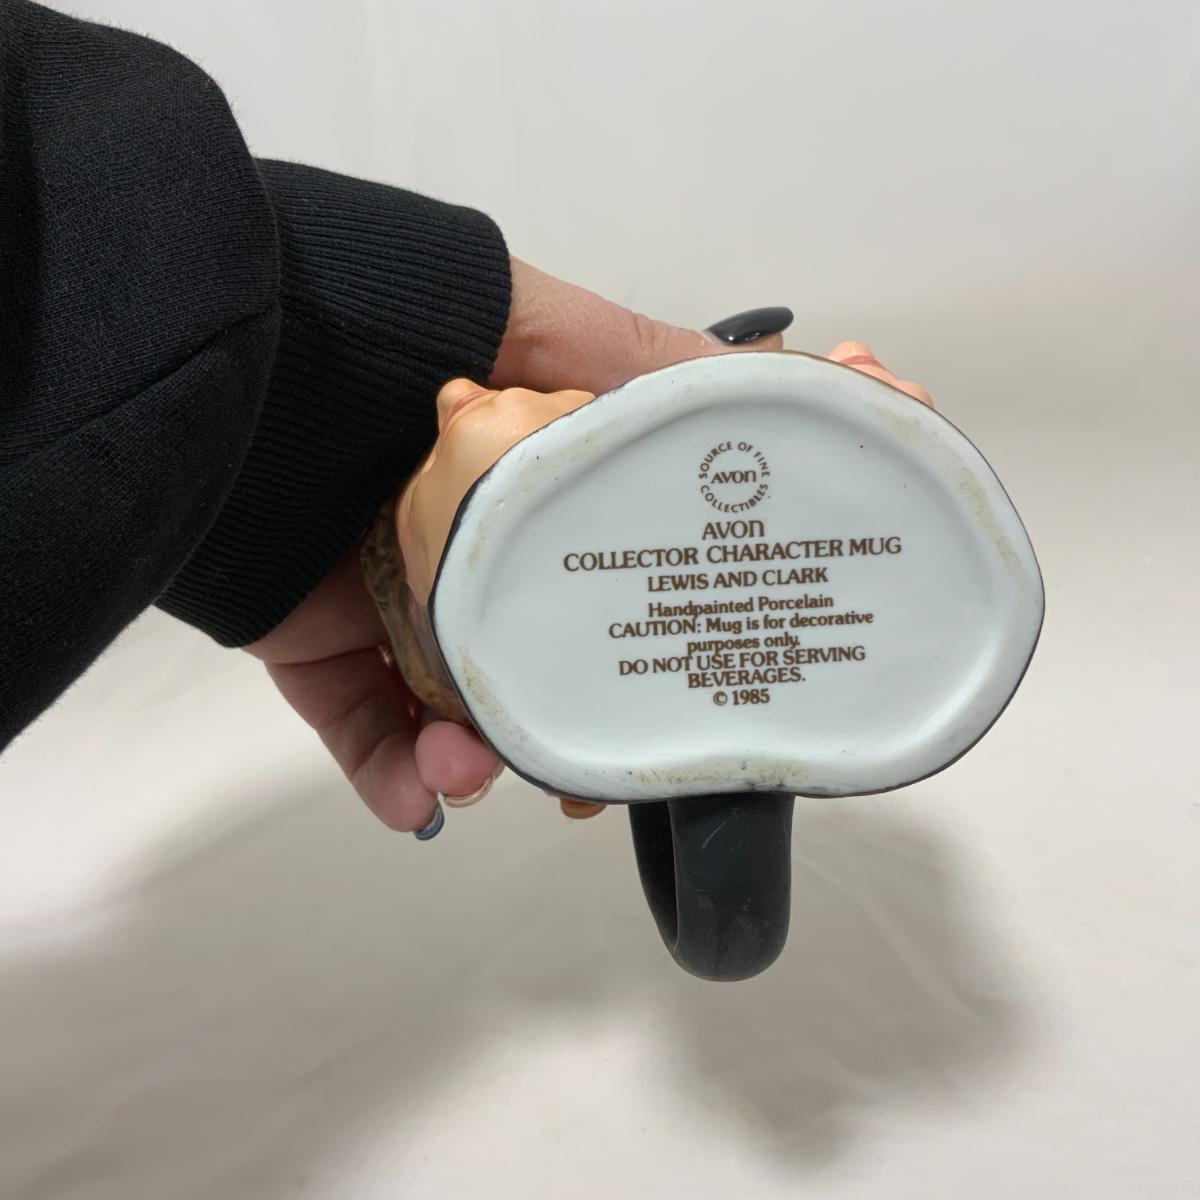 SOURCE OF FINE
AVON
COLLECTIBLES
AVON
COLLECTOR CHARACTER MUG
LEWIS AND CLARK
Handpainted Porcelain
CAUTION: Mug is for decorative
purposes only.
DO NOT USE FOR SERVING
BEVERAGES.
© 1985